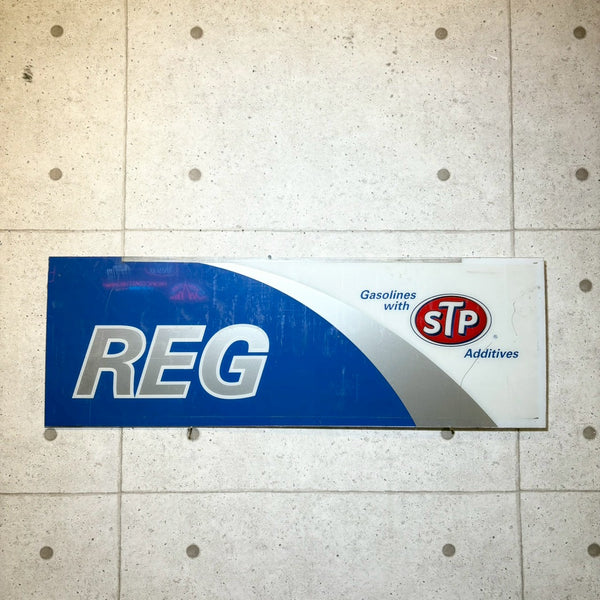 REG
Gasolines
with
STP
®
Additives